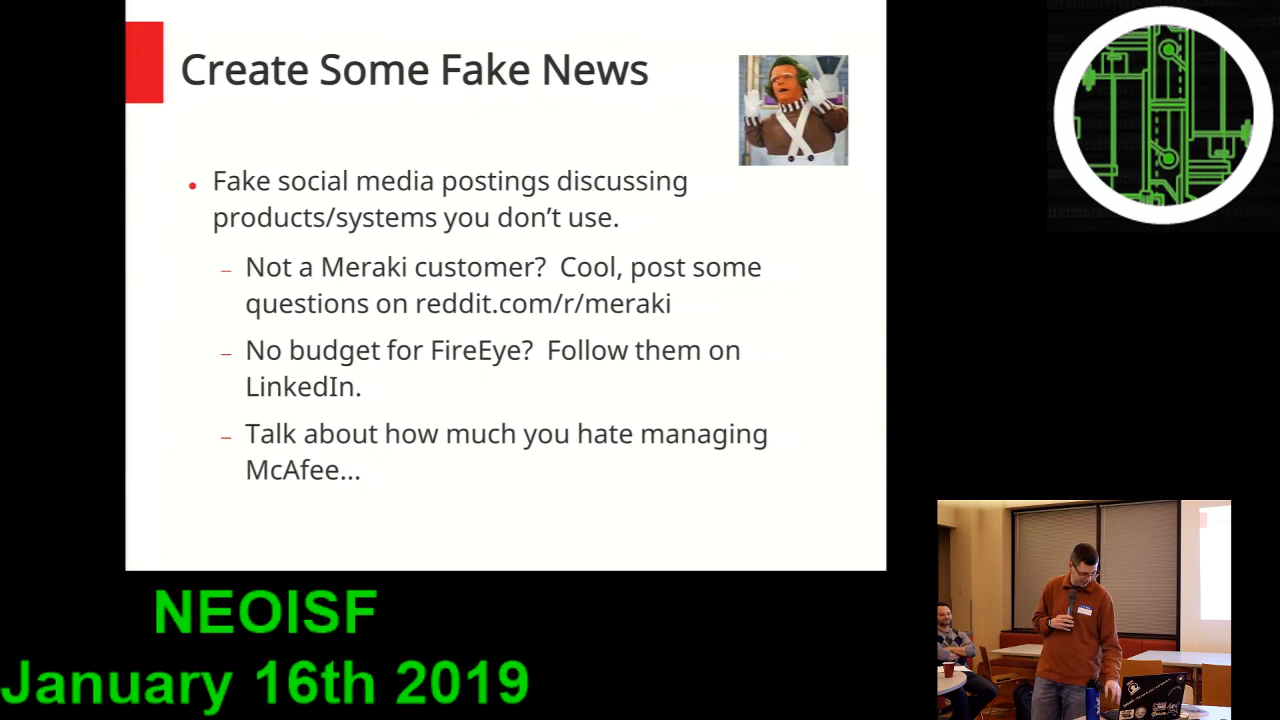 Create Some Fake News
• Fake social media postings discussing
products/systems you don't use.
– Not a Meraki customer?  Cool, post some
questions on reddit.com/r/meraki
– No budget for FireEye?  Follow them on
LinkedIn.
– Talk about how much you hate managing
McAfee...
NEOISF
January 16th 2019